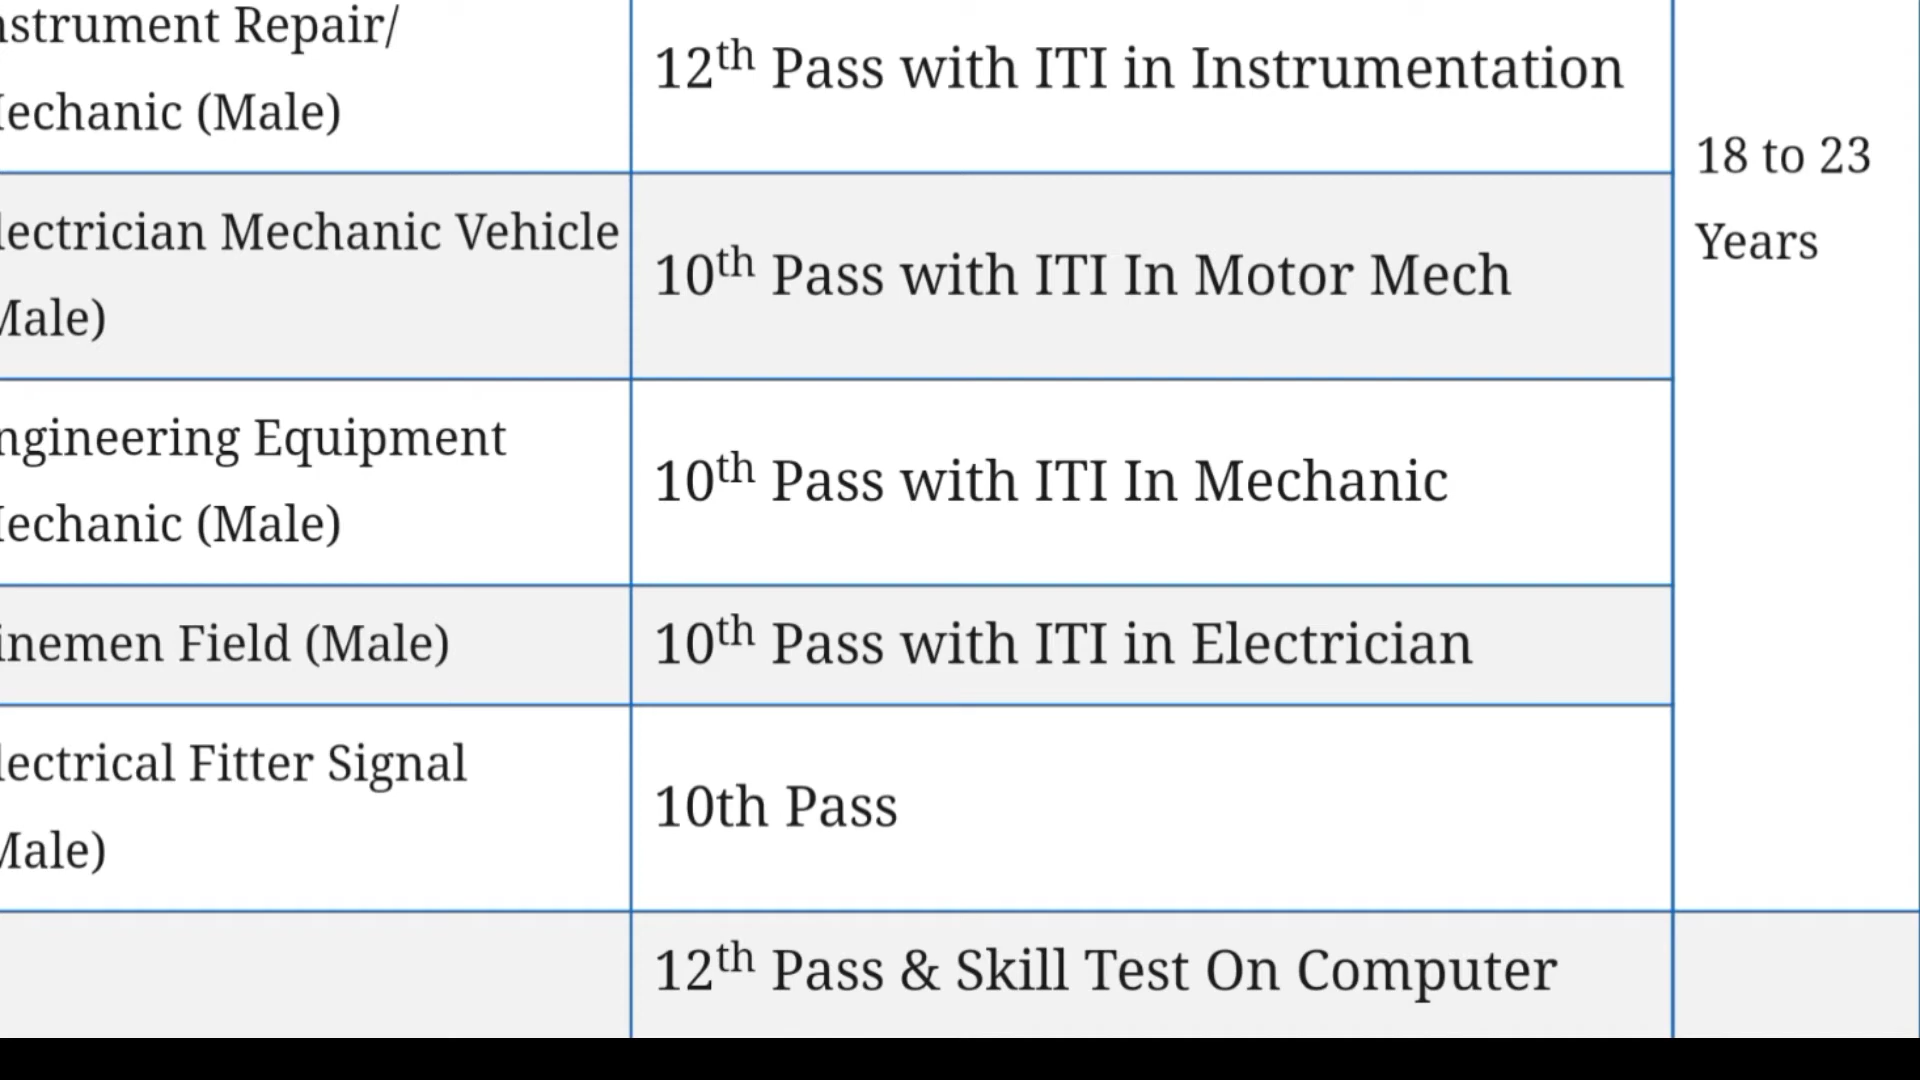 nstrument Repair/
echanic (Male)
12th Pass with ITI in Instrumentation
18 to 23
Years
lectrician Mechanic Vehicle
Male)
10th Pass with ITI In Motor Mech
ngineering Equipment
echanic (Male)
10th Pass with ITI In Mechanic
inemen Field (Male)
10th Pass with ITI in Electrician
lectrical Fitter Signal
Male)
10th Pass
12th Pass & Skill Test On Computer